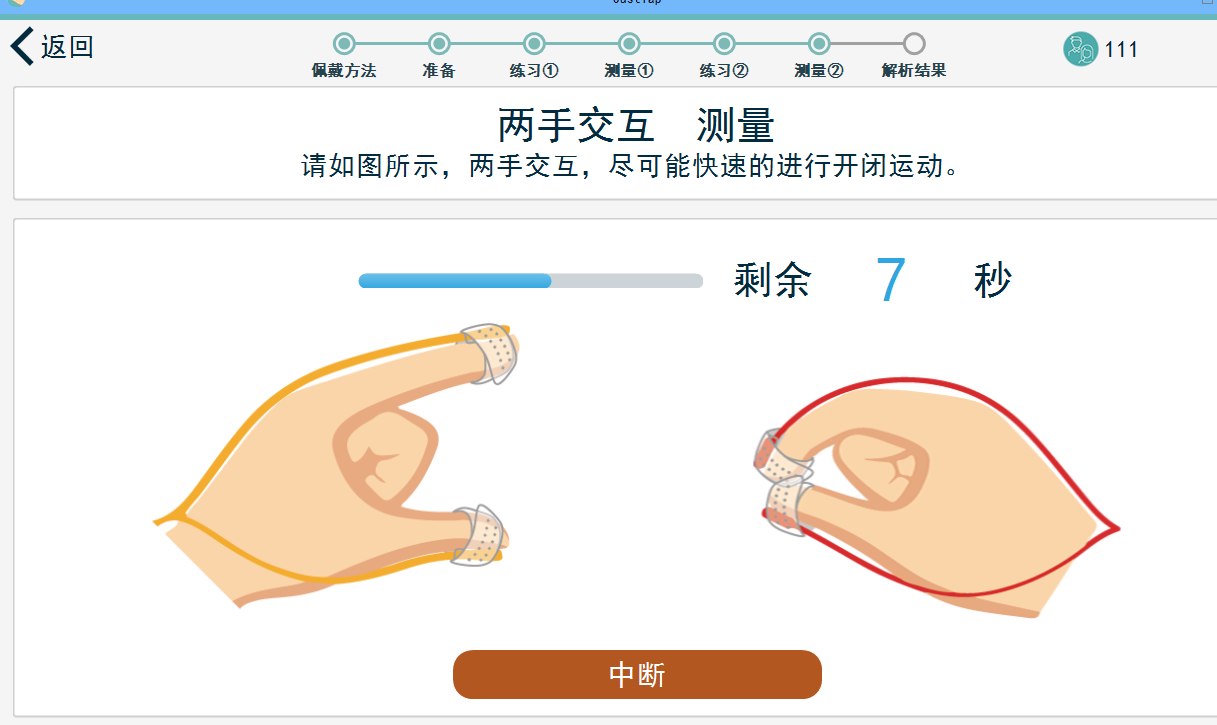 返回
佩戴方法 准备 练习① 测量① 练习② 测量② 解析结果
111
两手交互 测量
请如图所示，两手交互，尽可能快速的进行开闭运动。
剩余 7 秒
中断